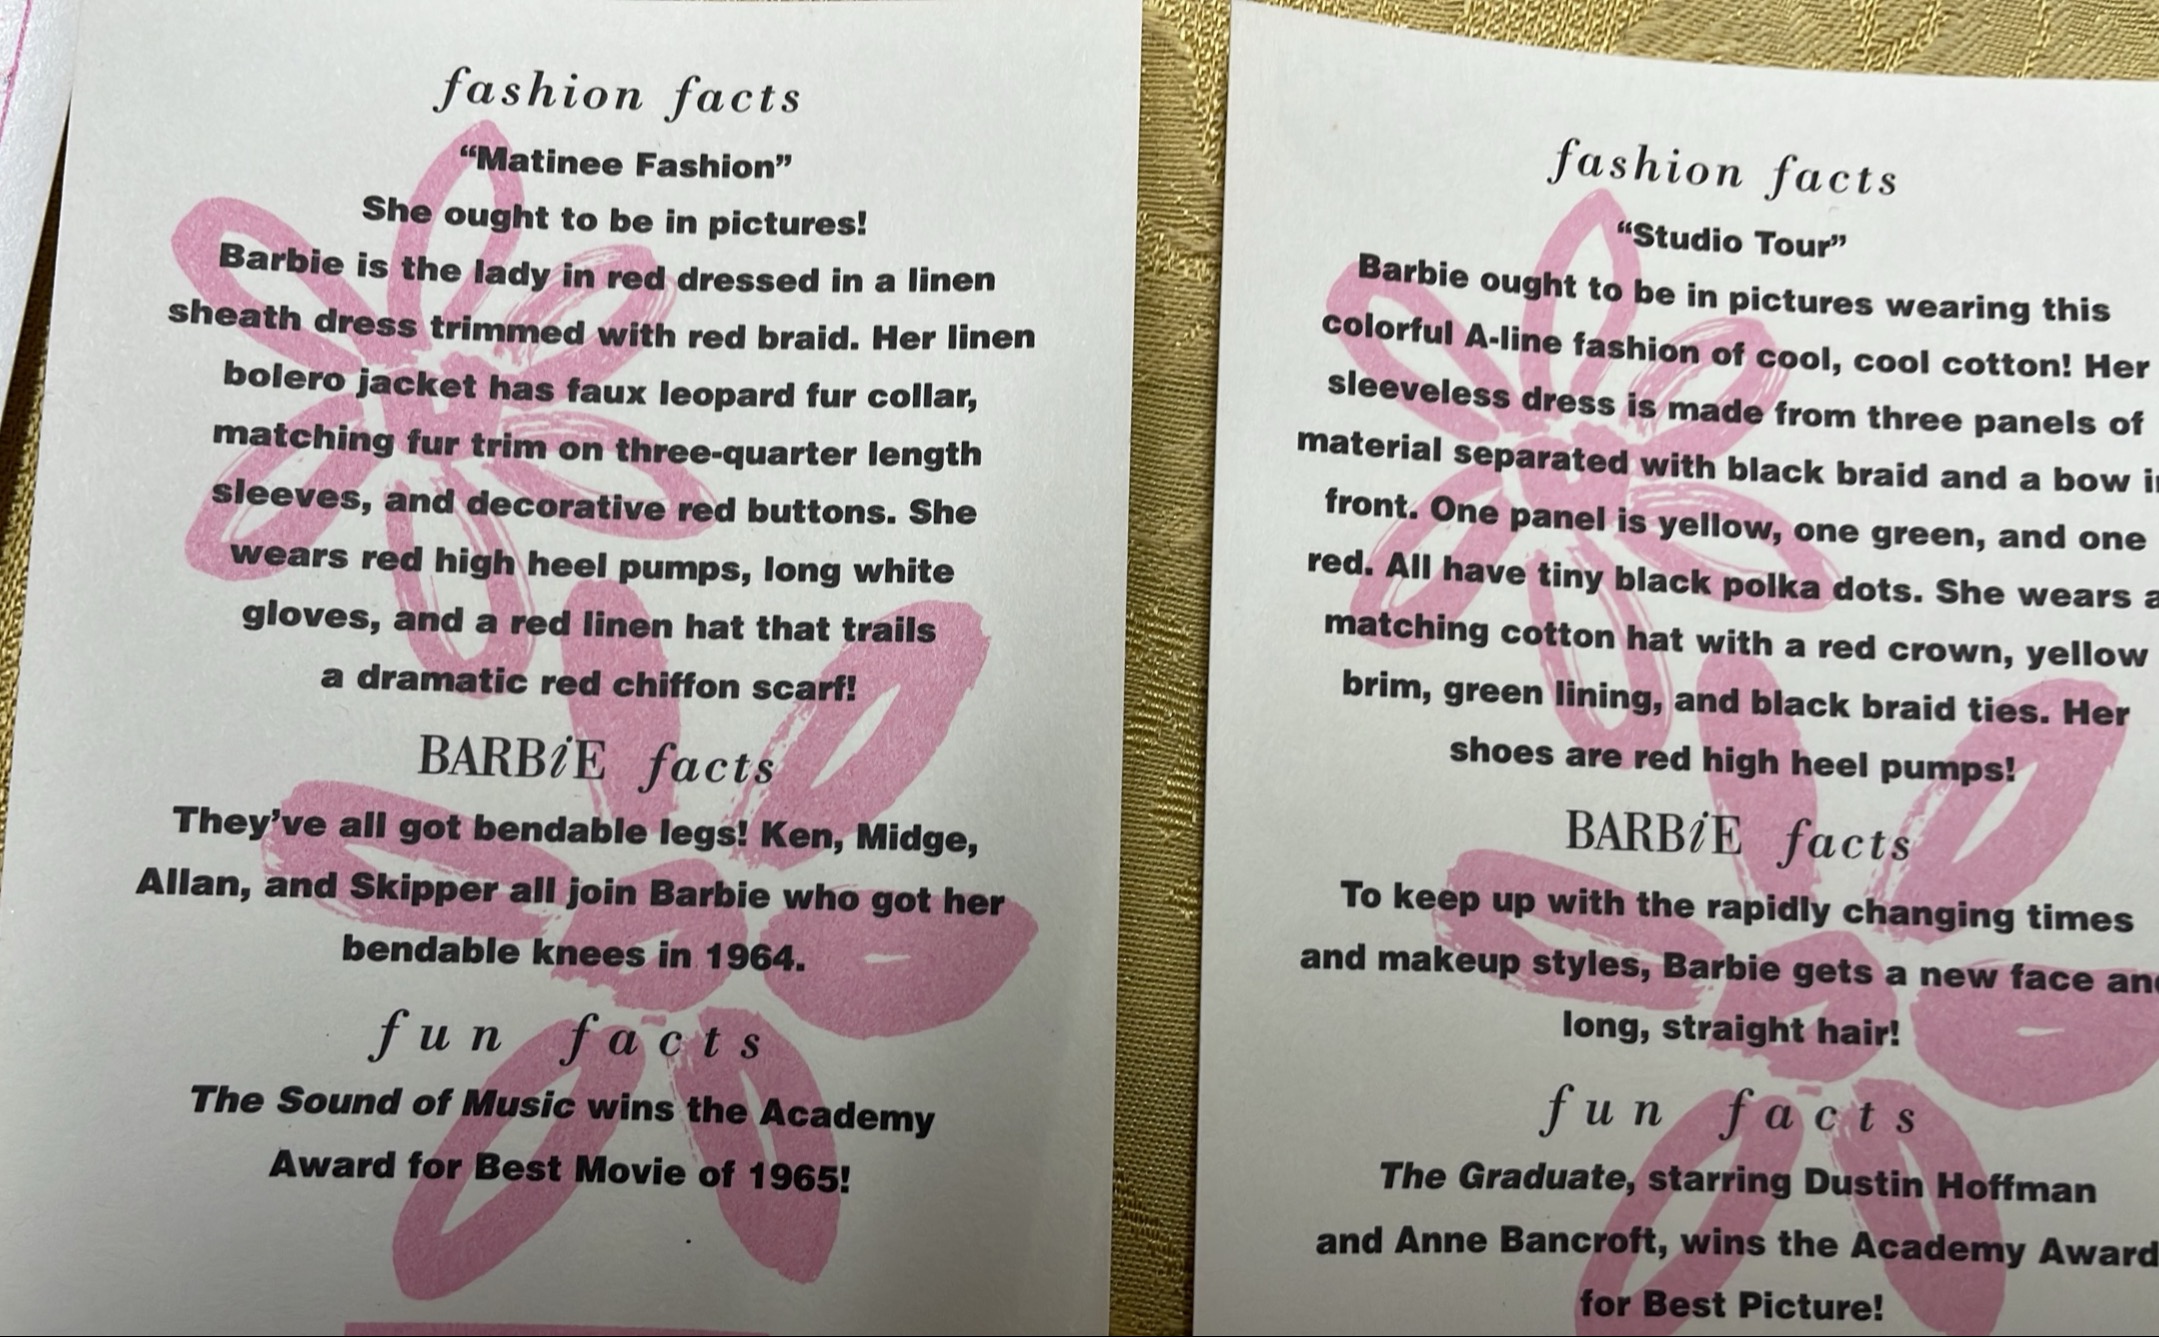 fashion facts
“Matinee Fashion”
She ought to be in pictures!
Barbie is the lady in red dressed in a linen
sheath dress trimmed with red braid. Her linen
bolero jacket has faux leopard fur collar,
matching fur trim on three-quarter length
sleeves, and decorative red buttons. She
wears red high heel pumps, long white
gloves, and a red linen hat that trails
a dramatic red chiffon scarf!
BARBiE facts
They’ve all got bendable legs! Ken, Midge,
Allan, and Skipper all join Barbie who got her
bendable knees in 1964.
fun facts
The Sound of Music wins the Academy
Award for Best Movie of 1965!
fashion facts
“Studio Tour”
Barbie ought to be in pictures wearing this
colorful A-line fashion of cool, cool cotton! Her
sleeveless dress is made from three panels of
material separated with black braid and a bow
front. One panel is yellow, one green, and one
red. All have tiny black polka dots. She wears a
matching cotton hat with a red crown, yellow
brim, green lining, and black braid ties. Her
shoes are red high heel pumps!
BARBiE facts
To keep up with the rapidly changing times
and makeup styles, Barbie gets a new face
long, straight hair!
fun facts
The Graduate, starring Dustin Hoffman
and Anne Bancroft, wins the Academy Award
for Best Picture!